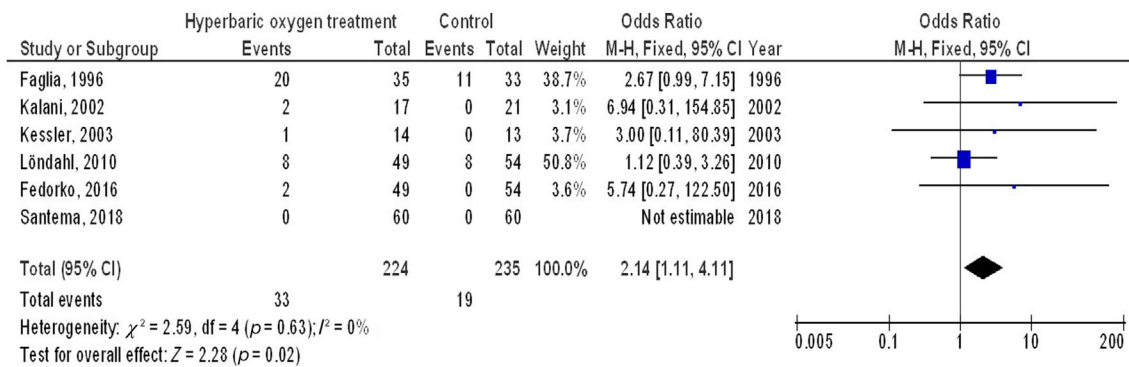 Hyperbaric oxygen treatment Control Odds Ratio Odds Ratio
Study or Subgroup Events Total Events Total Weight M-H, Fixed, 95% CI Year M-H, Fixed, 95% CI
Faglia, 1996 20 35 11 33 38.7% 2.67 [0.99, 7.15] 1996
Kalani, 2002 2 17 0 21 3.1% 6.94 [0.31, 154.85] 2002
Kessler, 2003 1 14 0 13 3.7% 3.00 [0.11, 80.39] 2003
Löndahl, 2010 8 49 8 54 50.8% 1.12 [0.39, 3.26] 2010
Fedorko, 2016 2 49 0 54 3.6% 5.74 [0.27, 122.50] 2016
Santema, 2018 0 60 0 60 Not estimable 2018
Total (95% CI) 224 235 100.0% 2.14 [1.11, 4.11]
Total events 33 19
Heterogeneity: χ² = 2.59, df = 4 (p = 0.63); I² = 0%
Test for overall effect: Z = 2.28 (p = 0.02)
0.005 0.1 1 10 200